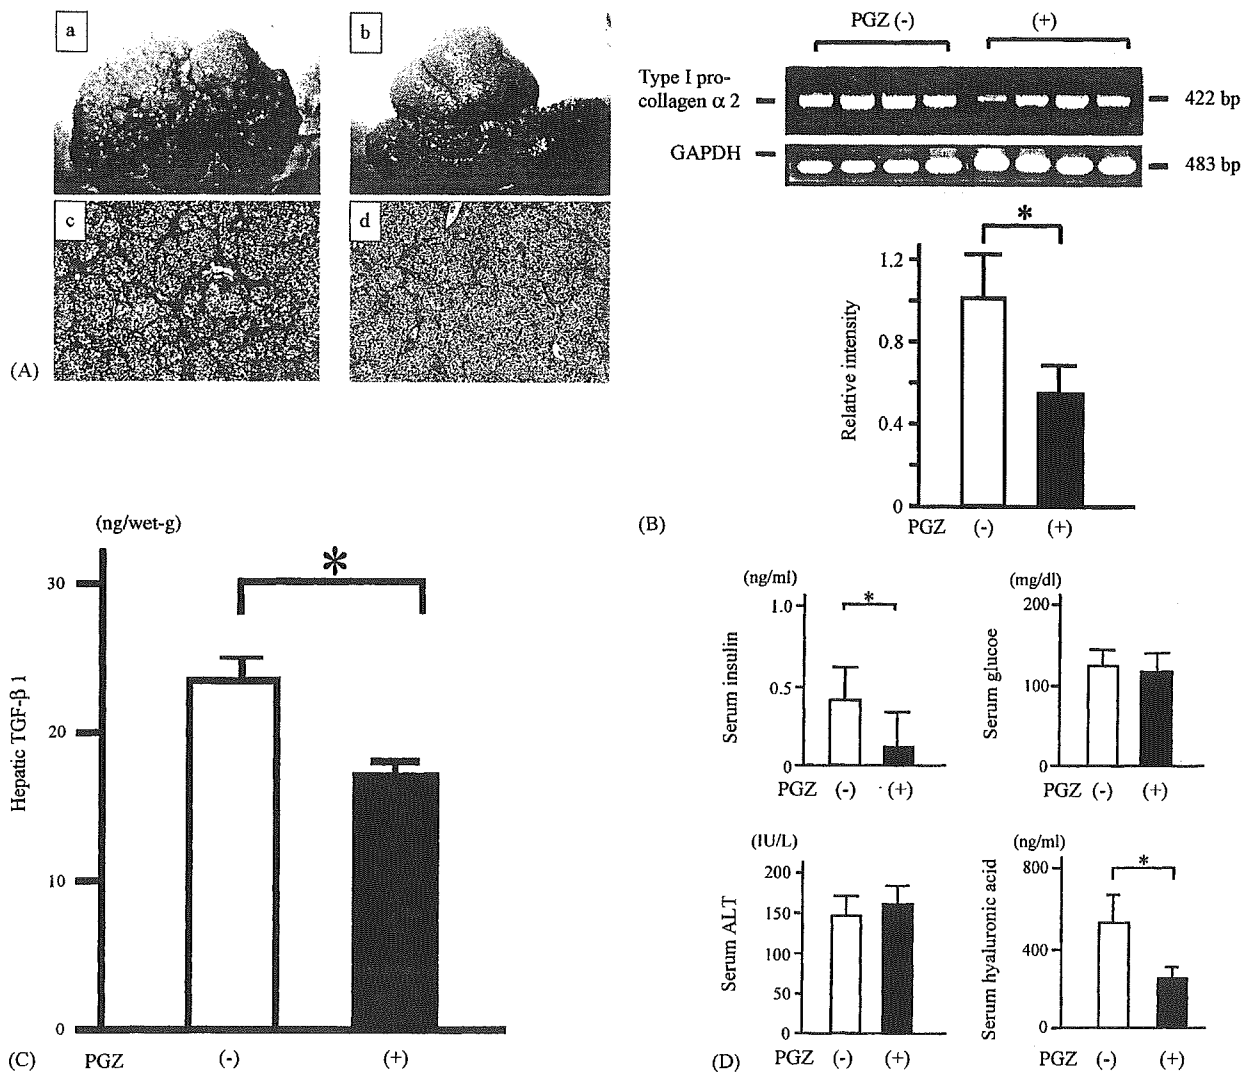 a
b
c
d
(A)
PGZ (-) (+)
Type I pro-
collagen α 2
422 bp
GAPDH
483 bp
*
1.2
0.8
0.4
0
Relative intensity
PGZ (-) (+)
(B)
(ng/wet-g)
*
30
20
10
0
Hepatic TGF-β 1
PGZ (-) (+)
(C)
(ng/ml)
*
1.0
0.5
0
Serum insulin
PGZ (-) (+)
(mg/dl)
200
100
0
Serum glucoe
PGZ (-) (+)
(IU/L)
200
150
100
50
0
Serum ALT
PGZ (-) (+)
(ng/ml)
*
800
400
0
Serum hyaluronic acid
PGZ (-) (+)
(D)